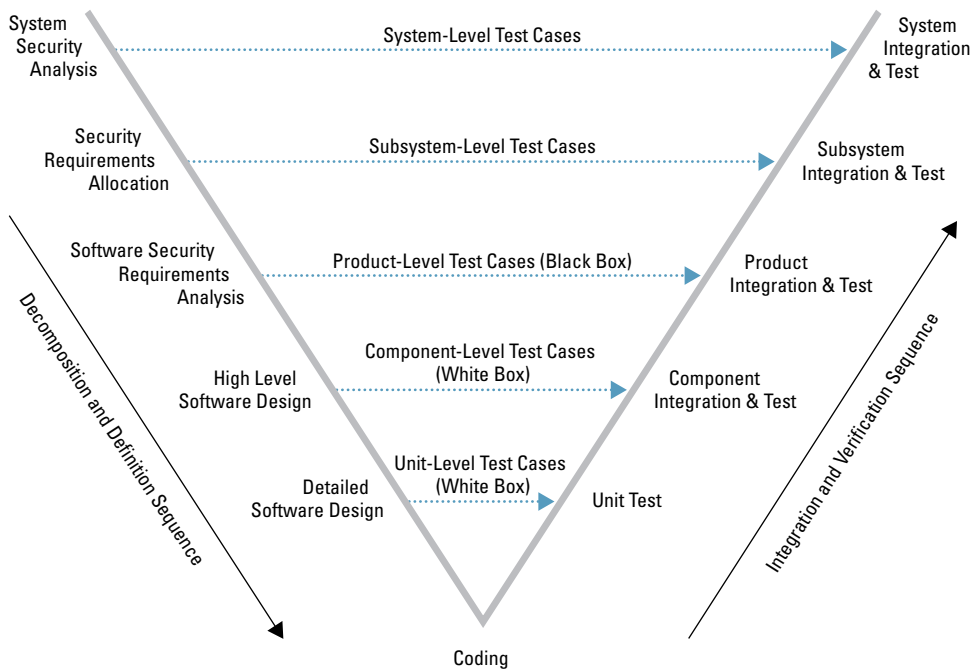 System
Security
Analysis
System-Level Test Cases
System
Integration
& Test
Security
Requirements
Allocation
Subsystem-Level Test Cases
Subsystem
Integration & Test
Software Security
Requirements
Analysis
Product-Level Test Cases (Black Box)
Product
Integration & Test
High Level
Software Design
Component-Level Test Cases
(White Box)
Component
Integration & Test
Detailed
Software Design
Unit-Level Test Cases
(White Box)
Unit Test
Decomposition and Definition Sequence
Integration and Verification Sequence
Coding